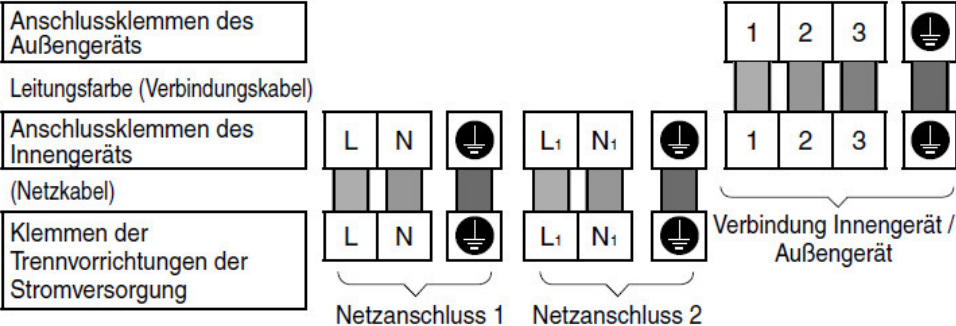 Anschlussklemmen des
Außengeräts
1 2 3
Leitungsfarbe (Verbindungskabel)
Anschlussklemmen des
Innengeräts
L N L1 N1 1 2 3
(Netzkabel)
Klemmen der
Trennvorrichtungen der
Stromversorgung
L N L1 N1
Verbindung Innengerät /
Außengerät
Netzanschluss 1 Netzanschluss 2